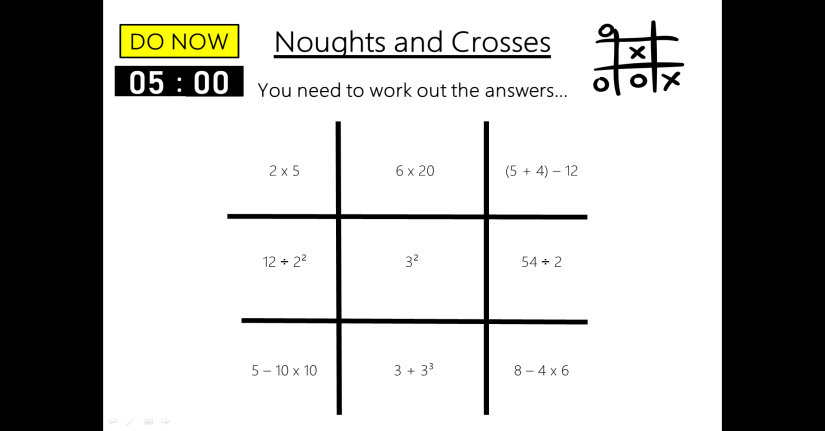 DO NOW
Noughts and Crosses
05 : 00
You need to work out the answers...
2 x 5
6 x 20
(5 + 4) – 12
12 ÷ 2²
3²
54 ÷ 2
5 – 10 x 10
3 + 3³
8 – 4 x 6